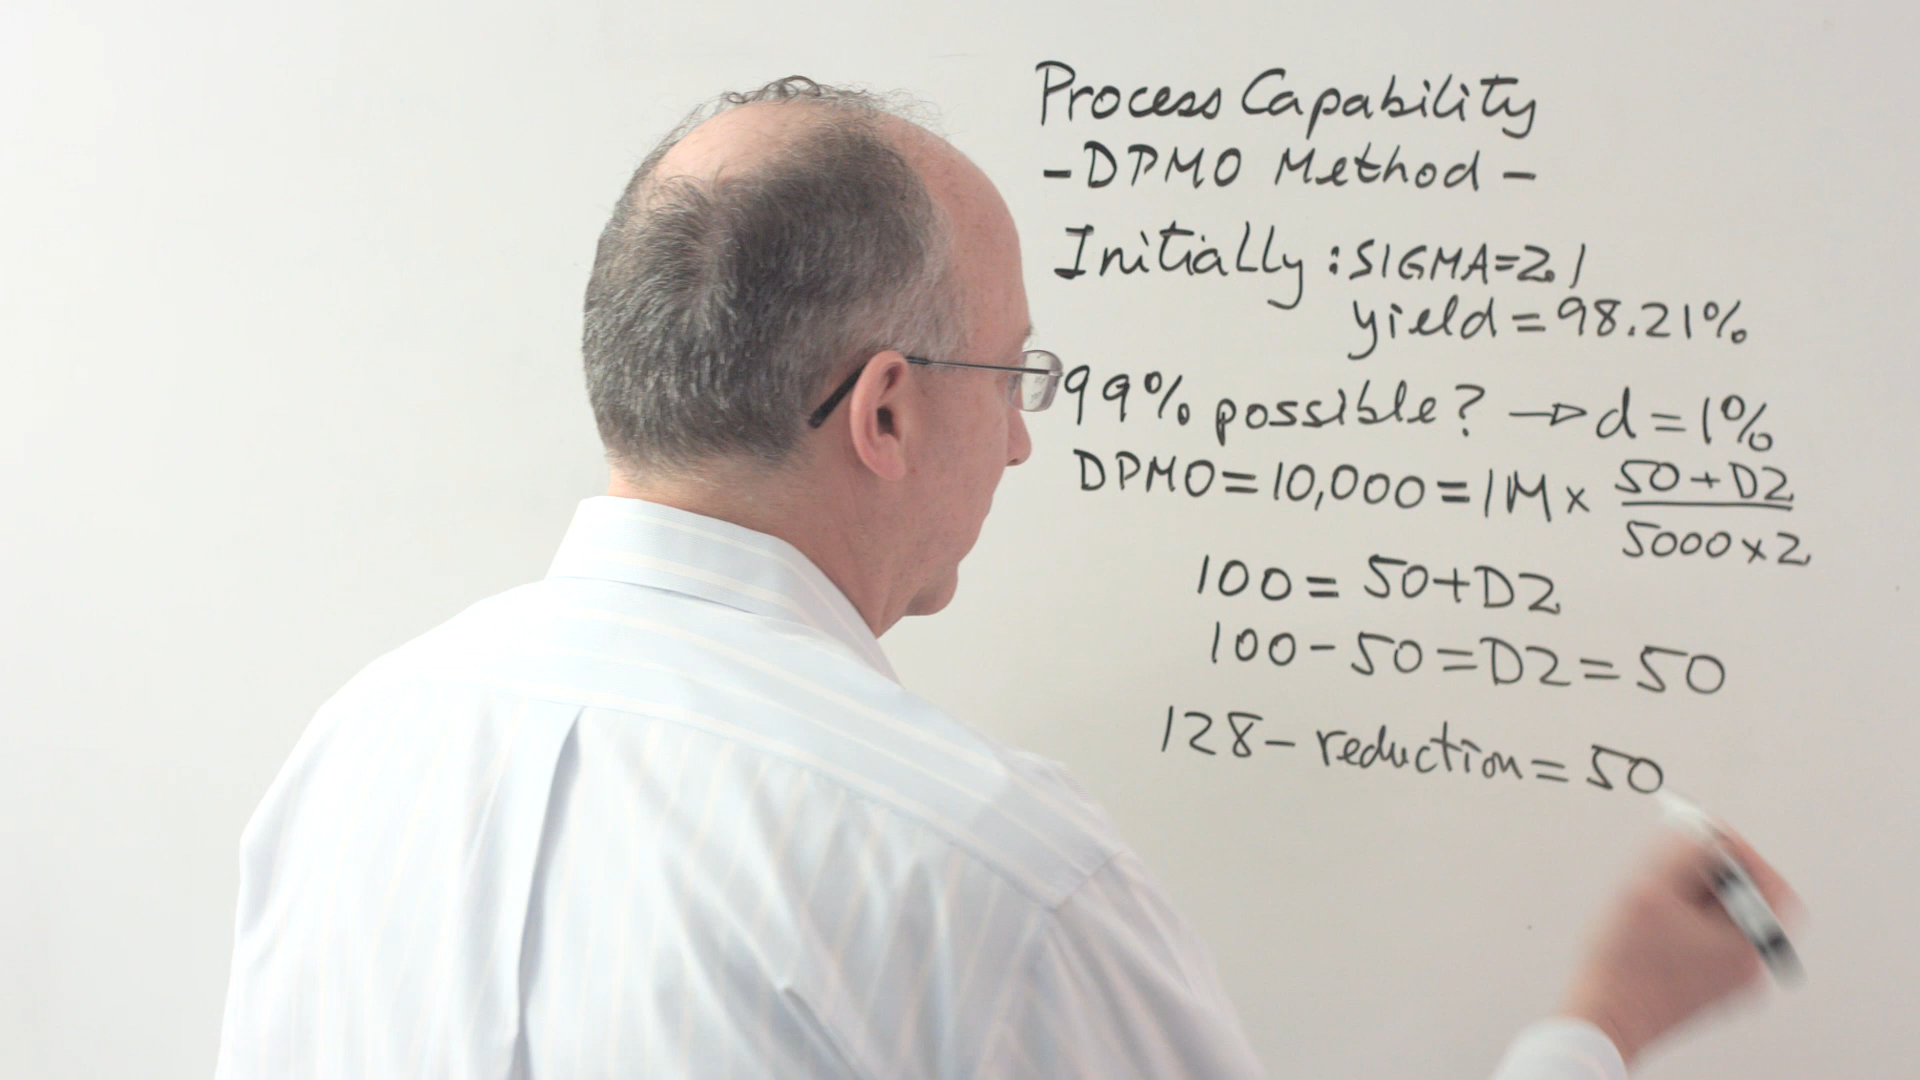 Process Capability
- DPMO Method -
Initially : SIGMA=2.1
yield = 98.21%
99% possible? → d = 1%
DPMO = 10,000 = 1M x 50 + D2
5000 x 2
100 = 50+D2
100 - 50 = D2 = 50
128 - reduction = 50